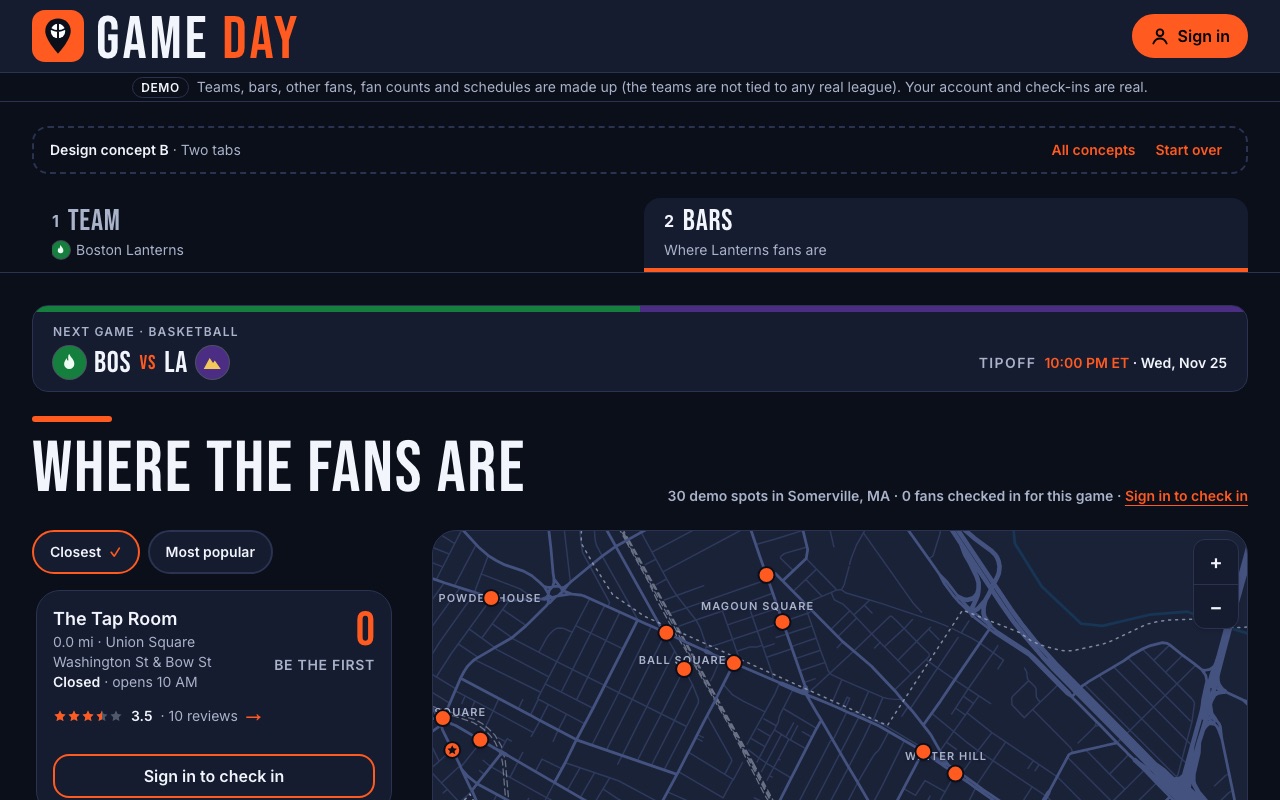 GAME DAY
Sign in
DEMO Teams, bars, other fans, fan counts and schedules are made up (the teams are not tied to any real league). Your account and check-ins are real.
Design concept B · Two tabs
All concepts
Start over
1 TEAM
Boston Lanterns
2 BARS
Where Lanterns fans are
NEXT GAME · BASKETBALL
BOS VS LA
TIPOFF 10:00 PM ET · Wed, Nov 25
WHERE THE FANS ARE
30 demo spots in Somerville, MA · 0 fans checked in for this game · Sign in to check in
Closest
Most popular
The Tap Room
0
0.0 mi · Union Square
Washington St & Bow St
BE THE FIRST
Closed · opens 10 AM
3.5 · 10 reviews →
Sign in to check in
+
−
MAGOUN SQUARE
BALL SQUARE